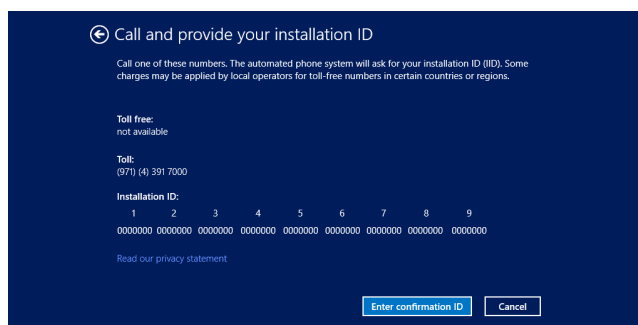 Call and provide your installation ID
Call one of these numbers. The automated phone system will ask for your installation ID (IID). Some
charges may be applied by local operators for toll-free numbers in certain countries or regions.
Toll free:
not available
Toll:
(971) (4) 391 7000
Installation ID:
1 2 3 4 5 6 7 8 9
0000000 0000000 0000000 0000000 0000000 0000000 0000000 0000000 0000000
Read our privacy statement
Enter confirmation ID Cancel